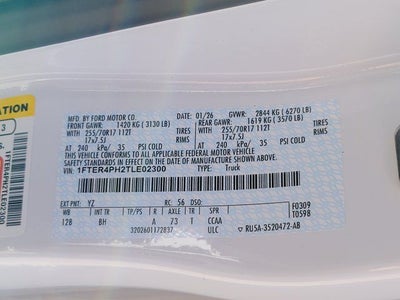 ATION
3
1FTER4PH2TLE02300
MFD. BY FORD MOTOR CO.
01/26 GVWR: 2844 KG (6270 LB)
FRONT GAWR: 1420 KG (3130 LB) REAR GAWR: 1619 KG (3570 LB)
WITH 255/70R17 112T TIRES 255/70R17 112T
17x7.5J RIMS 17x7.5J
AT 240 kPa/ 35 PSI COLD AT 240 kPa/ 35 PSI COLD
THIS VEHICLE CONFORMS TO ALL APPLICABLE FEDERAL MOTOR VEHICLE
SAFETY STANDARDS IN EFFECT ON THE DATE OF MANUFACTURE SHOWN ABOVE.
VIN: 1FTER4PH2TLE02300 TYPE: Truck
F0309
T0598
EXT PNT: YZ RC: 56 DSO:
WB INT TR TP/PS R AXLE TR SPR
128 BH A 73 T CCAA
3202601172837 ULC RU5A-3520472-AB